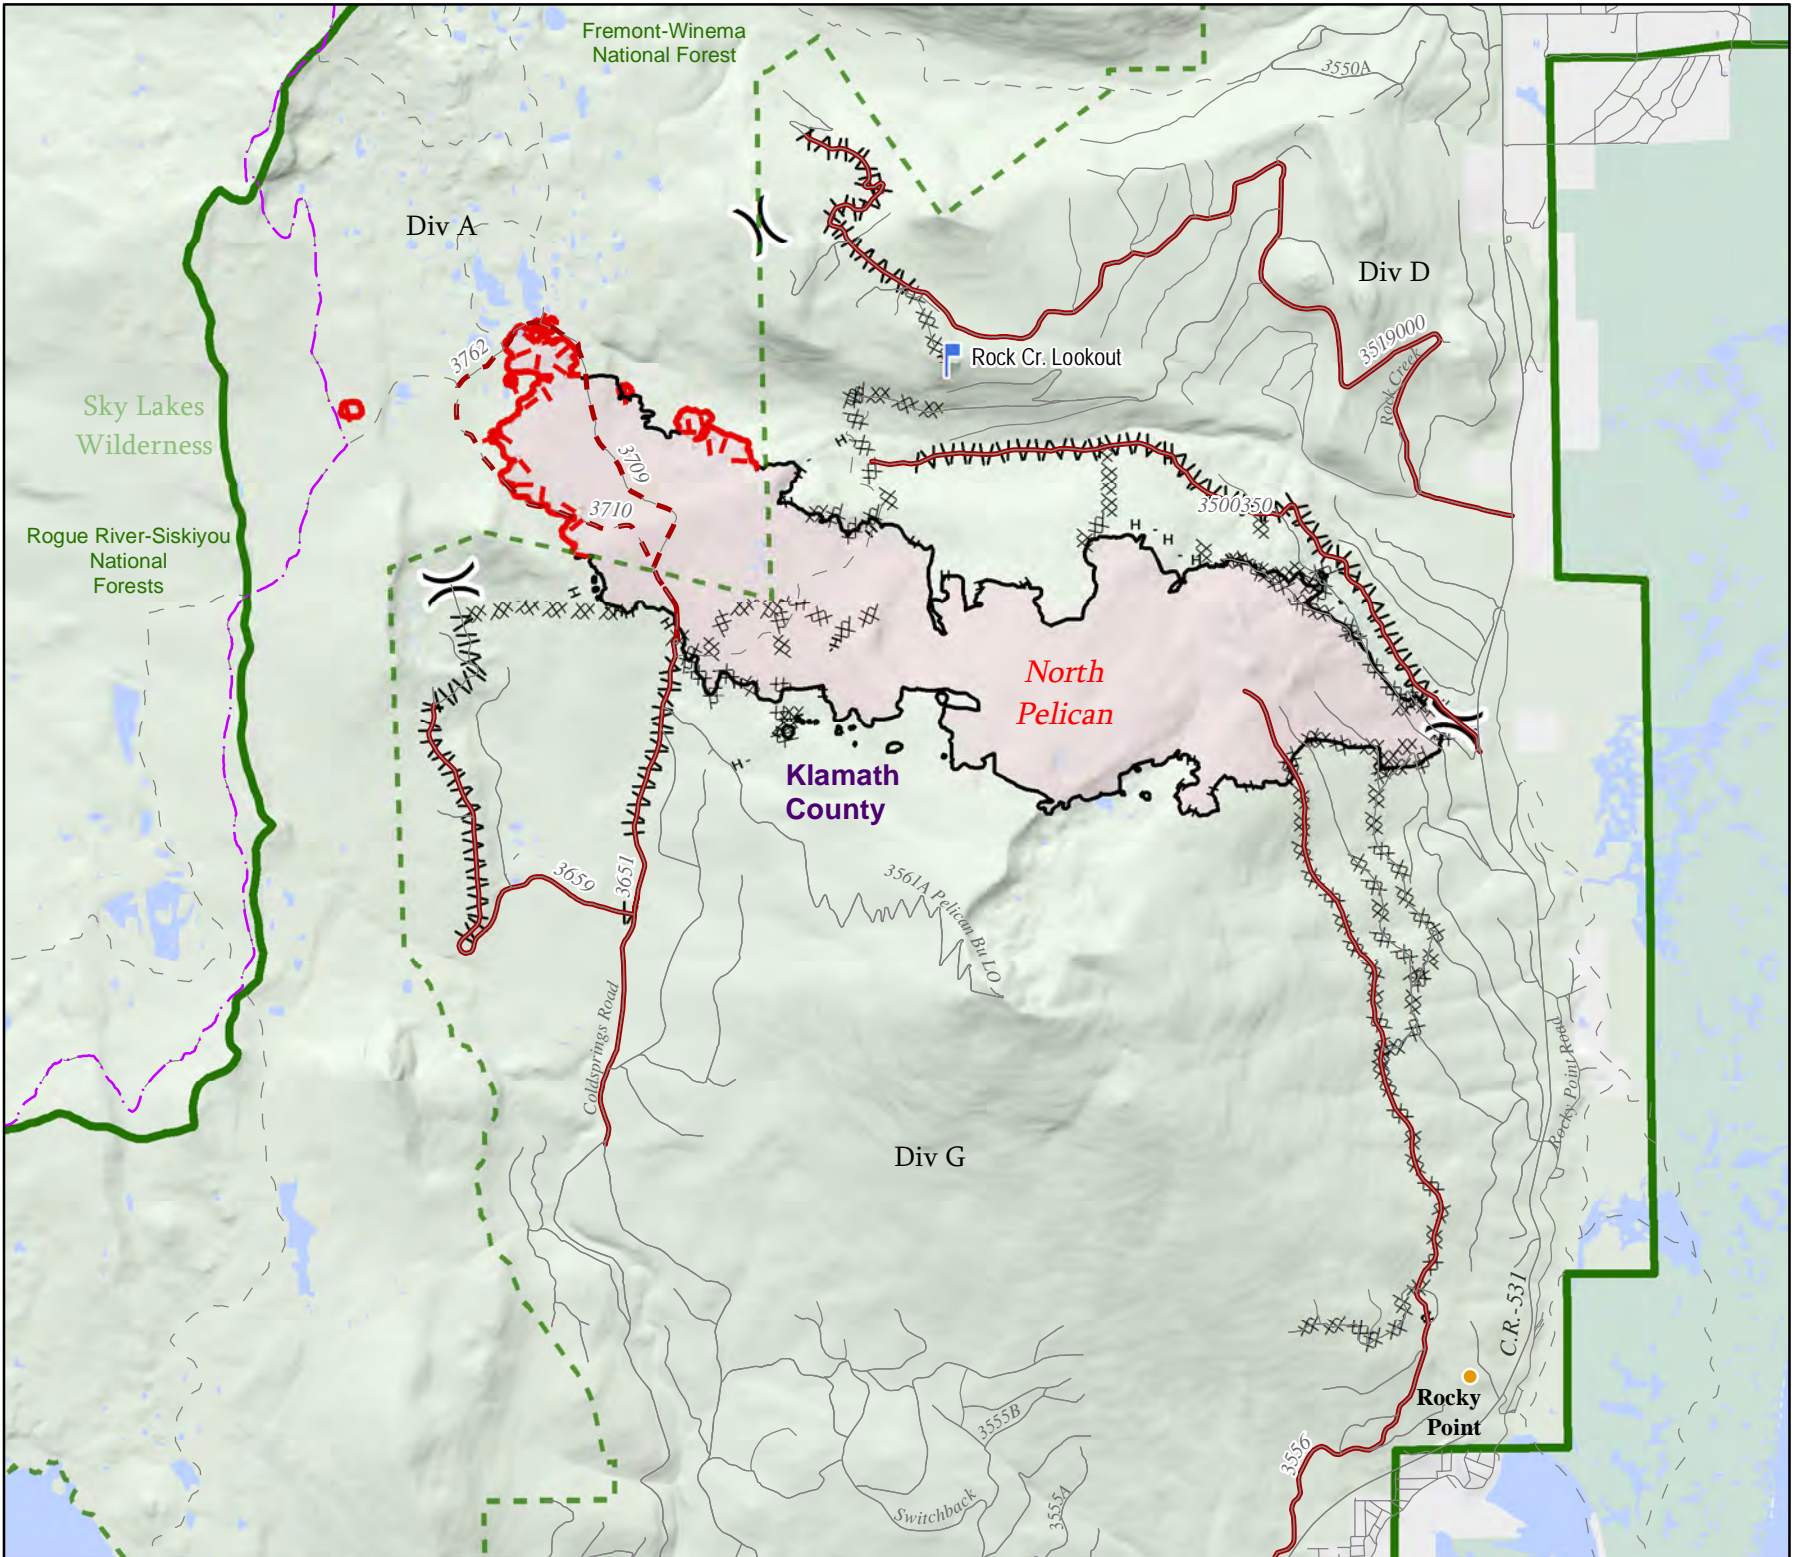 Fremont-Winema
National Forest
3550A
Div A
Div D
3519000
Rock Creek
Rock Cr. Lookout
3762
Sky Lakes
Wilderness
3709
3710
3500350
Rogue River-Siskiyou
National
Forests
H
H
H
H
H
H
H
H
North
Pelican
H
Klamath
County
3659
3651
3561A Pelican Bu LO
Coldsprings Road
Rocky Point Road
Div G
C.R.-531
Rocky
Point
3555B
3556
Switchback
3555A